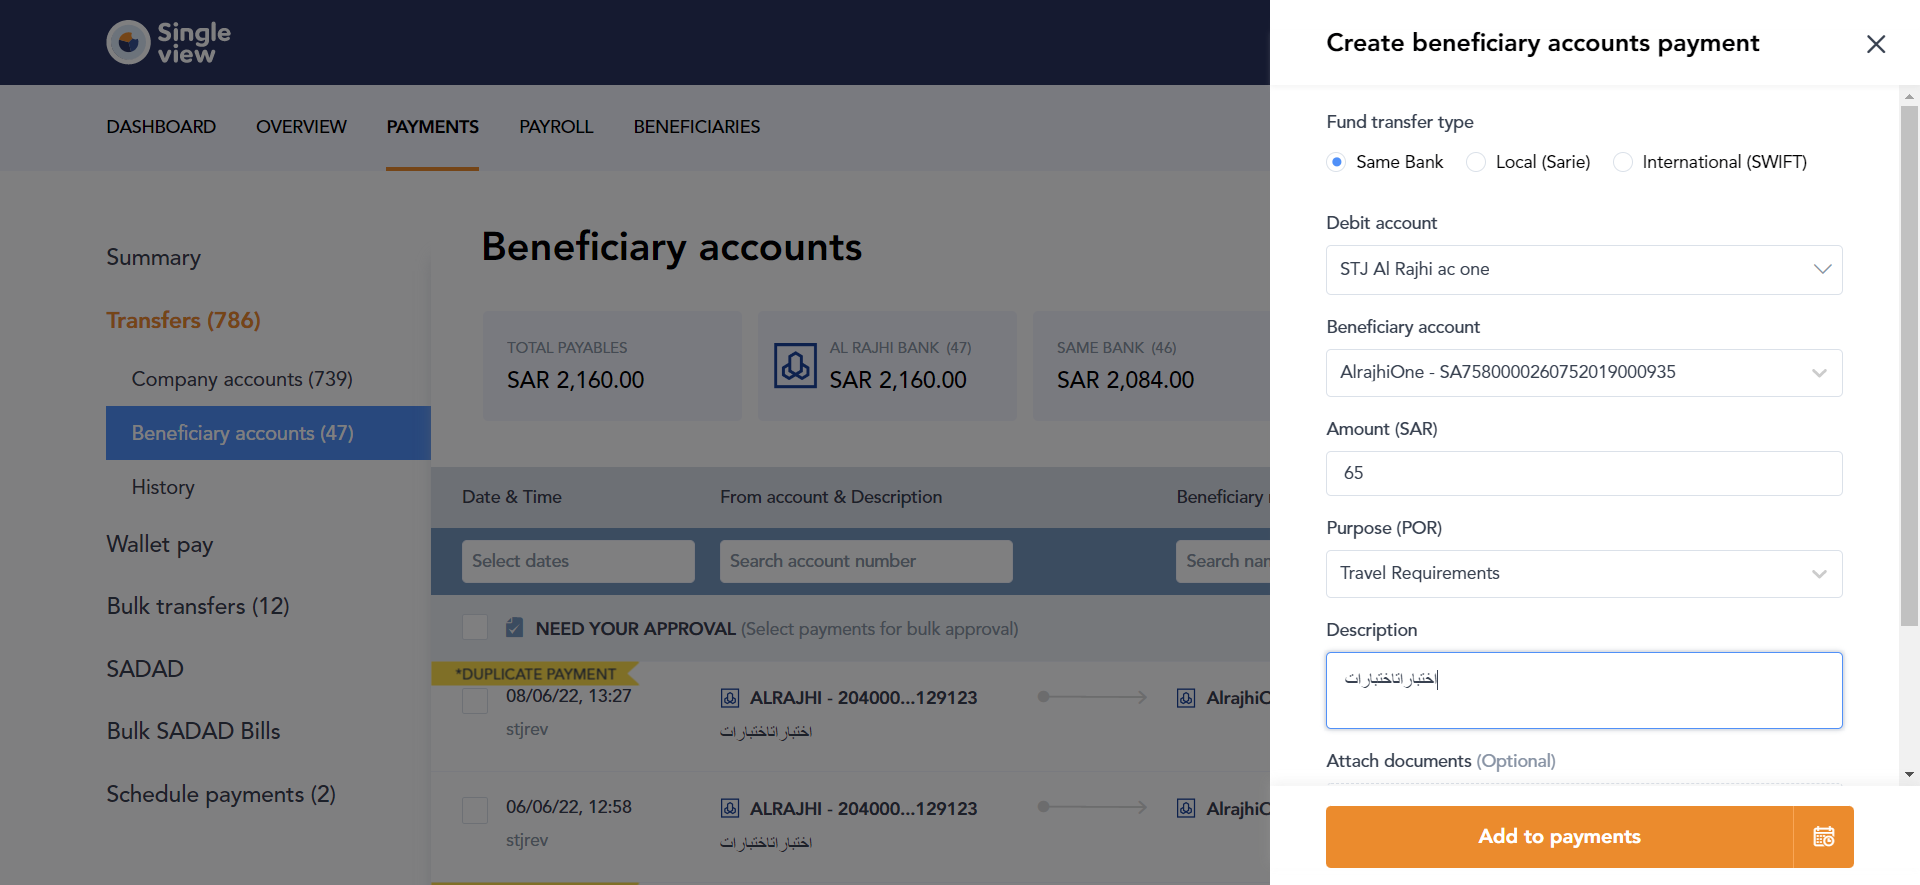 Single
view
DASHBOARD OVERVIEW PAYMENTS PAYROLL BENEFICIARIES
Summary
Transfers (786)
Company accounts (739)
Beneficiary accounts (47)
History
Wallet pay
Bulk transfers (12)
SADAD
Bulk SADAD Bills
Schedule payments (2)
Beneficiary accounts
TOTAL PAYABLES
SAR 2,160.00
AL RAJHI BANK (47)
SAR 2,160.00
SAME BANK (46)
SAR 2,084.00
Date & Time From account & Description Beneficiary
Select dates Search account number Search nar
NEED YOUR APPROVAL (Select payments for bulk approval)
*DUPLICATE PAYMENT
08/06/22, 13:27 ALRAJHI - 204000...129123 AlrajhiO
stjrev اختباراتاختبارات
06/06/22, 12:58 ALRAJHI - 204000...129123 AlrajhiO
stjrev اختباراتاختبارات
Create beneficiary accounts payment
Fund transfer type
Same Bank Local (Sarie) International (SWIFT)
Debit account
STJ Al Rajhi ac one
Beneficiary account
AlrajhiOne - SA7580000260752019000935
Amount (SAR)
65
Purpose (POR)
Travel Requirements
Description
اختباراتاختبارات
Attach documents (Optional)
Add to payments